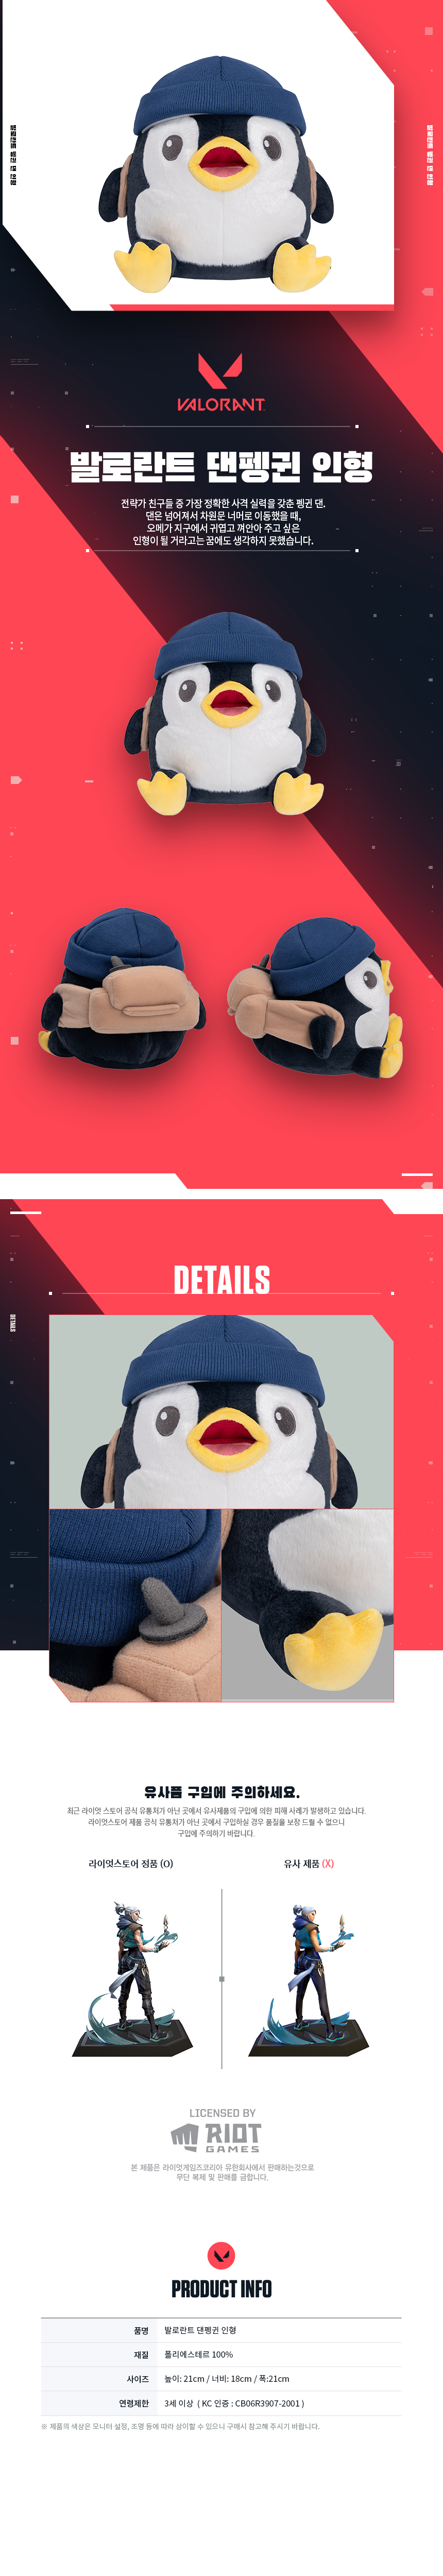 발로란트 댄펭귄 인형
전략가 친구들 중 가장 정확한 사격 실력을 갖춘 펭귄 댄.
댄은 넘어져서 차원문 너머로 이동했을 때,
오메가 지구에서 귀엽고 껴안아 주고 싶은
인형이 될 거라고는 꿈에도 생각하지 못했습니다.
VALORANT
DETAILS
DETAILS
유사품 구입에 주의하세요.
최근 라이엇 스토어 공식 유통처가 아닌 곳에서 유사제품의 구입에 의한 피해 사례가 발생하고 있습니다.
라이엇스토어 제품 공식 유통처가 아닌 곳에서 구입하실 경우 품질을 보장 드릴 수 없으니
구입에 주의하기 바랍니다.
라이엇스토어 정품 (O)
유사 제품 (X)
LICENSED BY
RIOT
GAMES
본 제품은 라이엇게임즈코리아 유한회사에서 판매하는것으로
무단 복제 및 판매를 금합니다.
PRODUCT INFO
품명 발로란트 댄펭귄 인형
재질 폴리에스테르 100%
사이즈 높이: 21cm / 너비: 18cm / 폭:21cm
연령제한 3세 이상 ( KC 인증 : CB06R3907-2001 )
※ 제품의 색상은 모니터 설정, 조명 등에 따라 상이할 수 있으니 구매시 참고해 주시기 바랍니다.